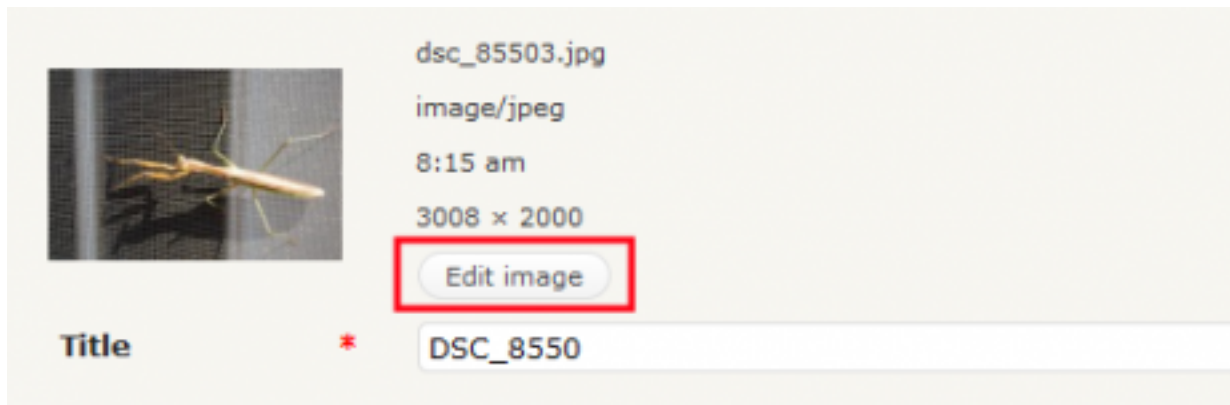 dsc_85503.jpg
image/jpeg
8:15 am
3008 × 2000
Edit image
Title * DSC_8550